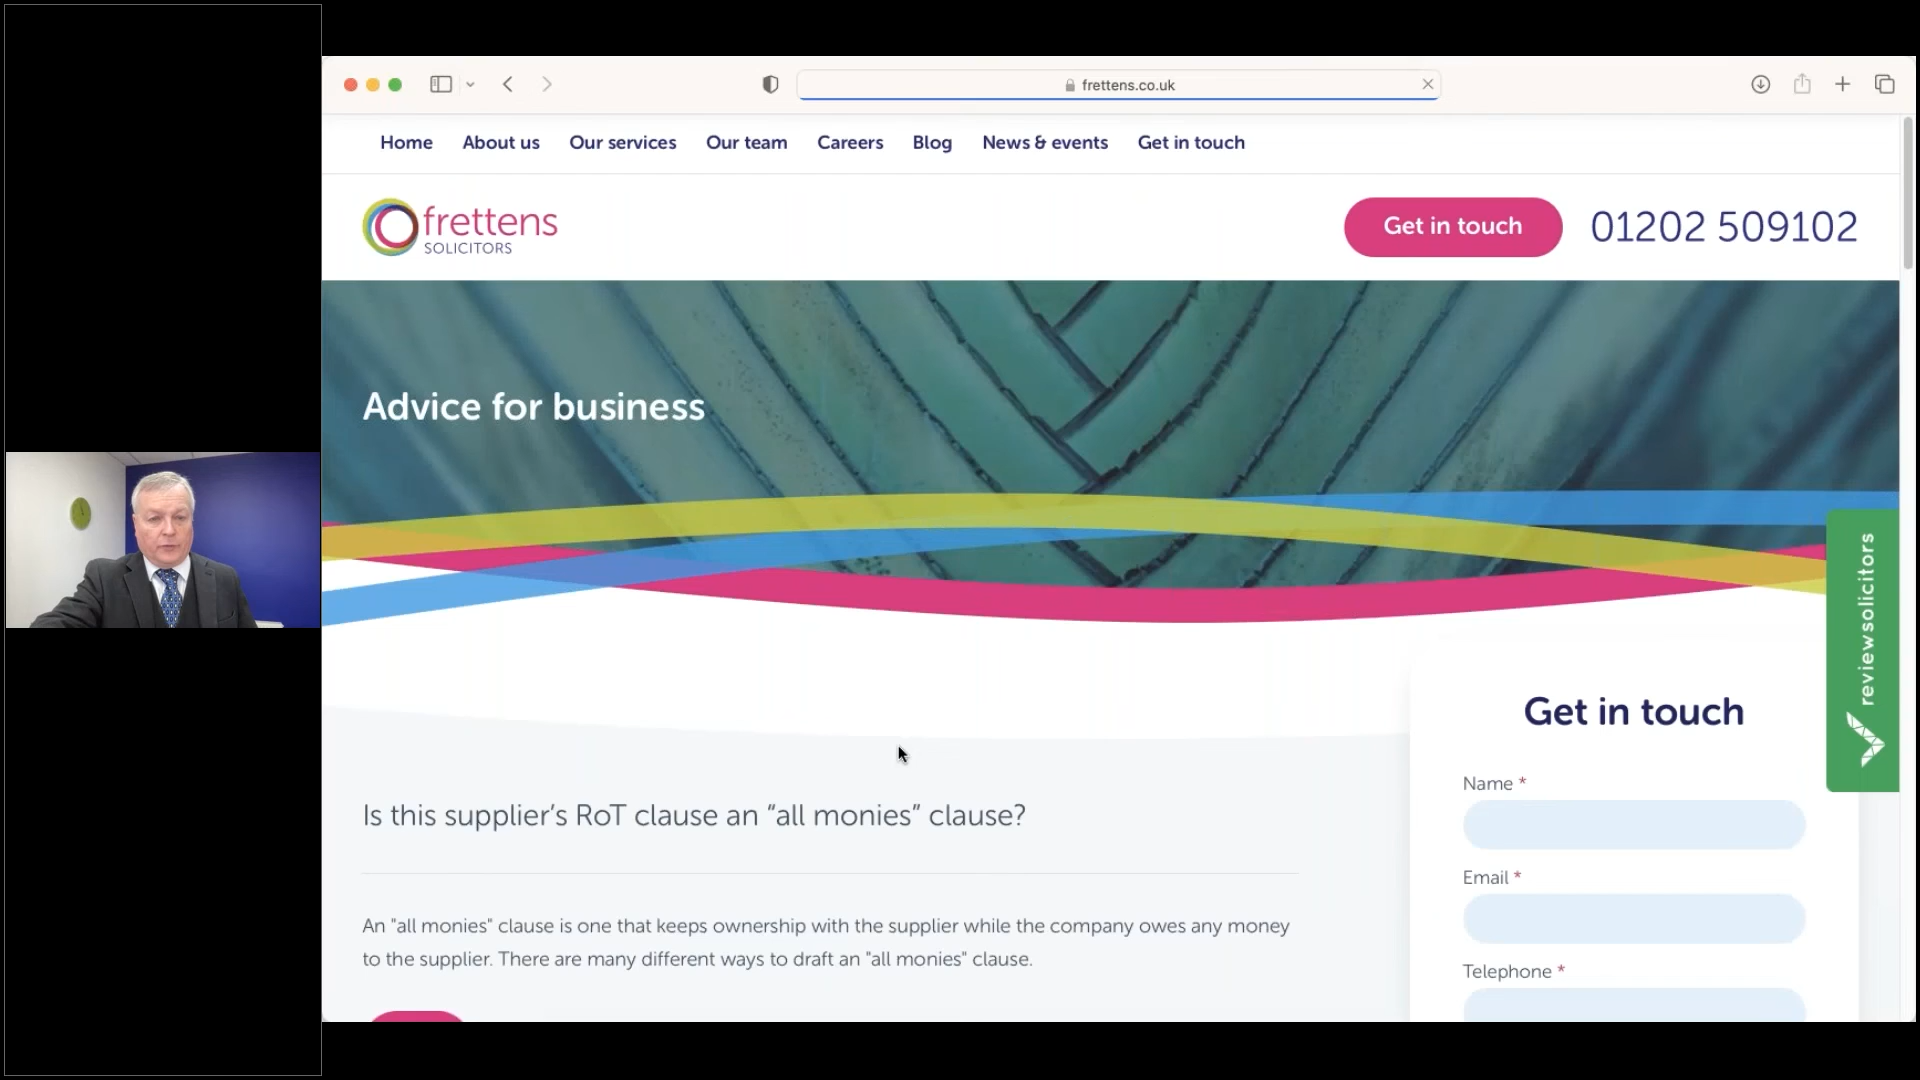 frettens.co.uk
Home About us Our services Our team Careers Blog News & events Get in touch
frettens
SOLICITORS
Get in touch 01202 509102
Advice for business
reviewsolicitors
Get in touch
Name *
Is this supplier’s RoT clause an “all monies” clause?
Email *
An "all monies" clause is one that keeps ownership with the supplier while the company owes any money
to the supplier. There are many different ways to draft an "all monies" clause.
Telephone *